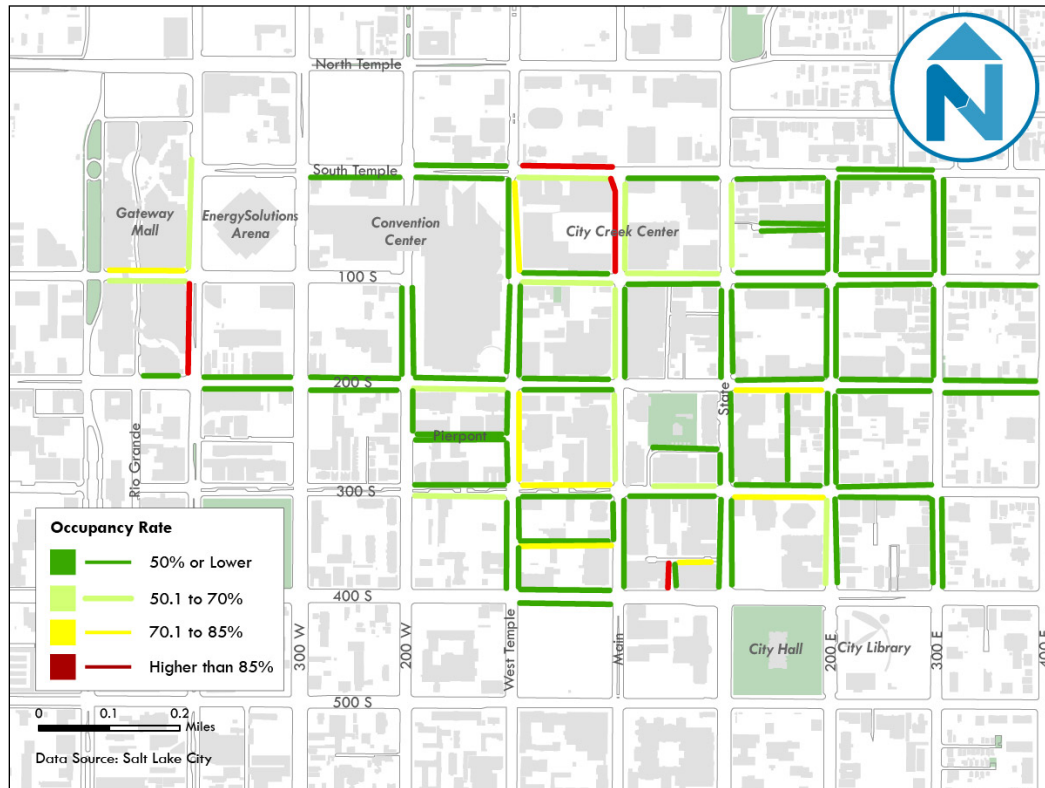 N
North Temple
South Temple
Gateway
Mall
EnergySolutions
Arena
Convention
Center
City Creek Center
100 S
200 S
State
Pierpont
Rio Grande
300 S
Occupancy Rate
50% or Lower
50.1 to 70%
70.1 to 85%
Higher than 85%
400 S
300 W
200 W
West Temple
Main
City Hall
200 E
City Library
300 E
400 E
500 S
0 0.1 0.2
Miles
Data Source: Salt Lake City